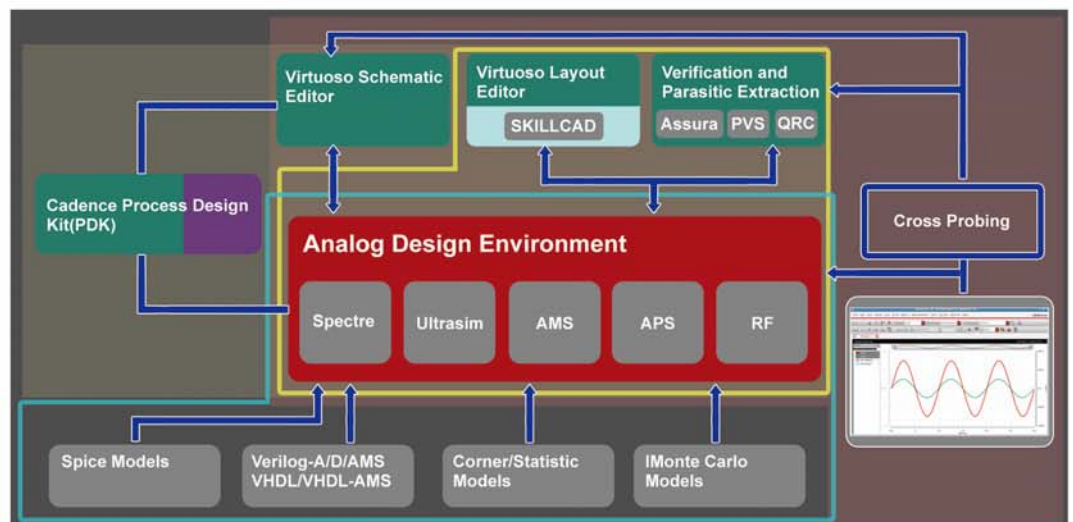 Virtuoso Schematic
Editor
Virtuoso Layout
Editor
SKILLCAD
Verification and
Parasitic Extraction
Assura
PVS
QRC
Cadence Process Design
Kit(PDK)
Cross Probing
Analog Design Environment
Spectre
Ultrasim
AMS
APS
RF
Spice Models
Verilog-A/D/AMS
VHDL/VHDL-AMS
Corner/Statistic
Models
IMonte Carlo
Models